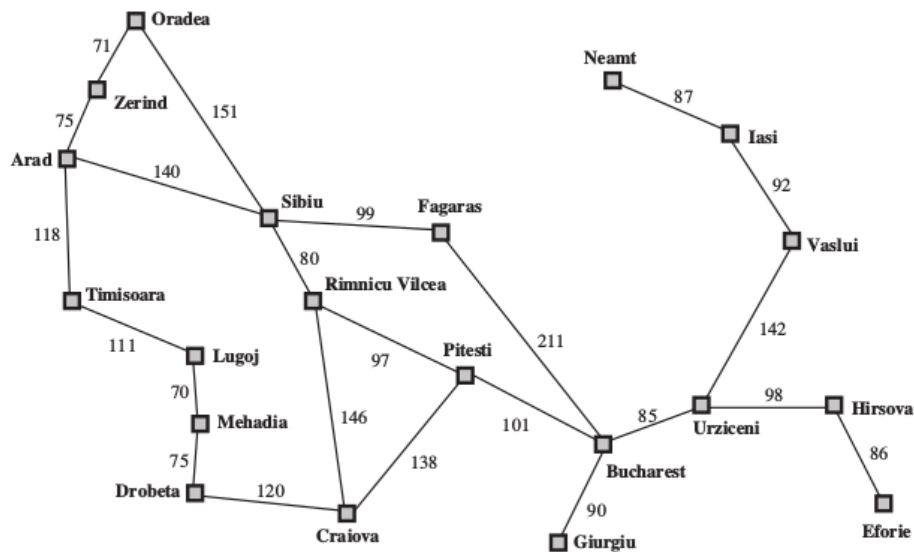 Oradea
71
Neamt
Zerind
87
75
151
Iasi
Arad
140
92
Sibiu
Fagaras
99
118
Vaslui
80
Timisoara
Rimnicu Vilcea
142
111
211
Lugoj
Pitesti
97
70
98
Hirsova
146
85
Mehadia
101
Urziceni
86
75
138
Bucharest
Drobeta
120
90
Craiova
Giurgiu
Eforie